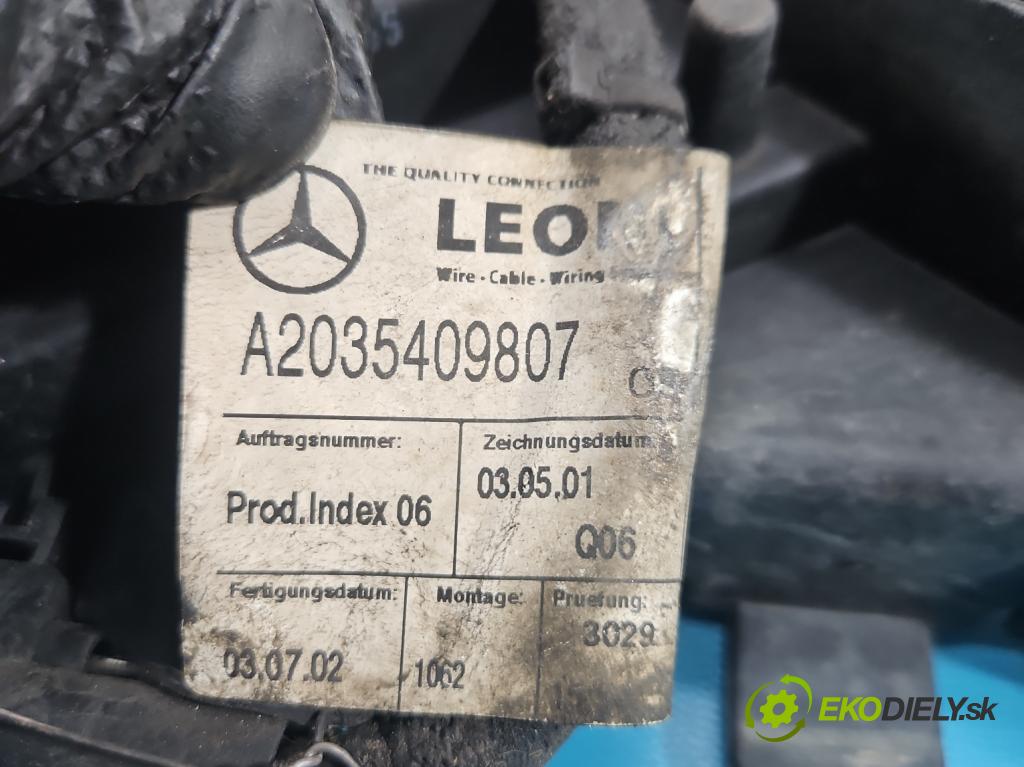 THE QUALITY CONNECTION
LEO
Wire - Cable - Wiring
A2035409807
Auftragsnummer:
Zeichnungsdatum
Prod.Index 06
03.05.01
Q06
Fertigungsdatum:
Montage:
Pruefung:
03.07.02
1062
3029
EKODIELY.sk